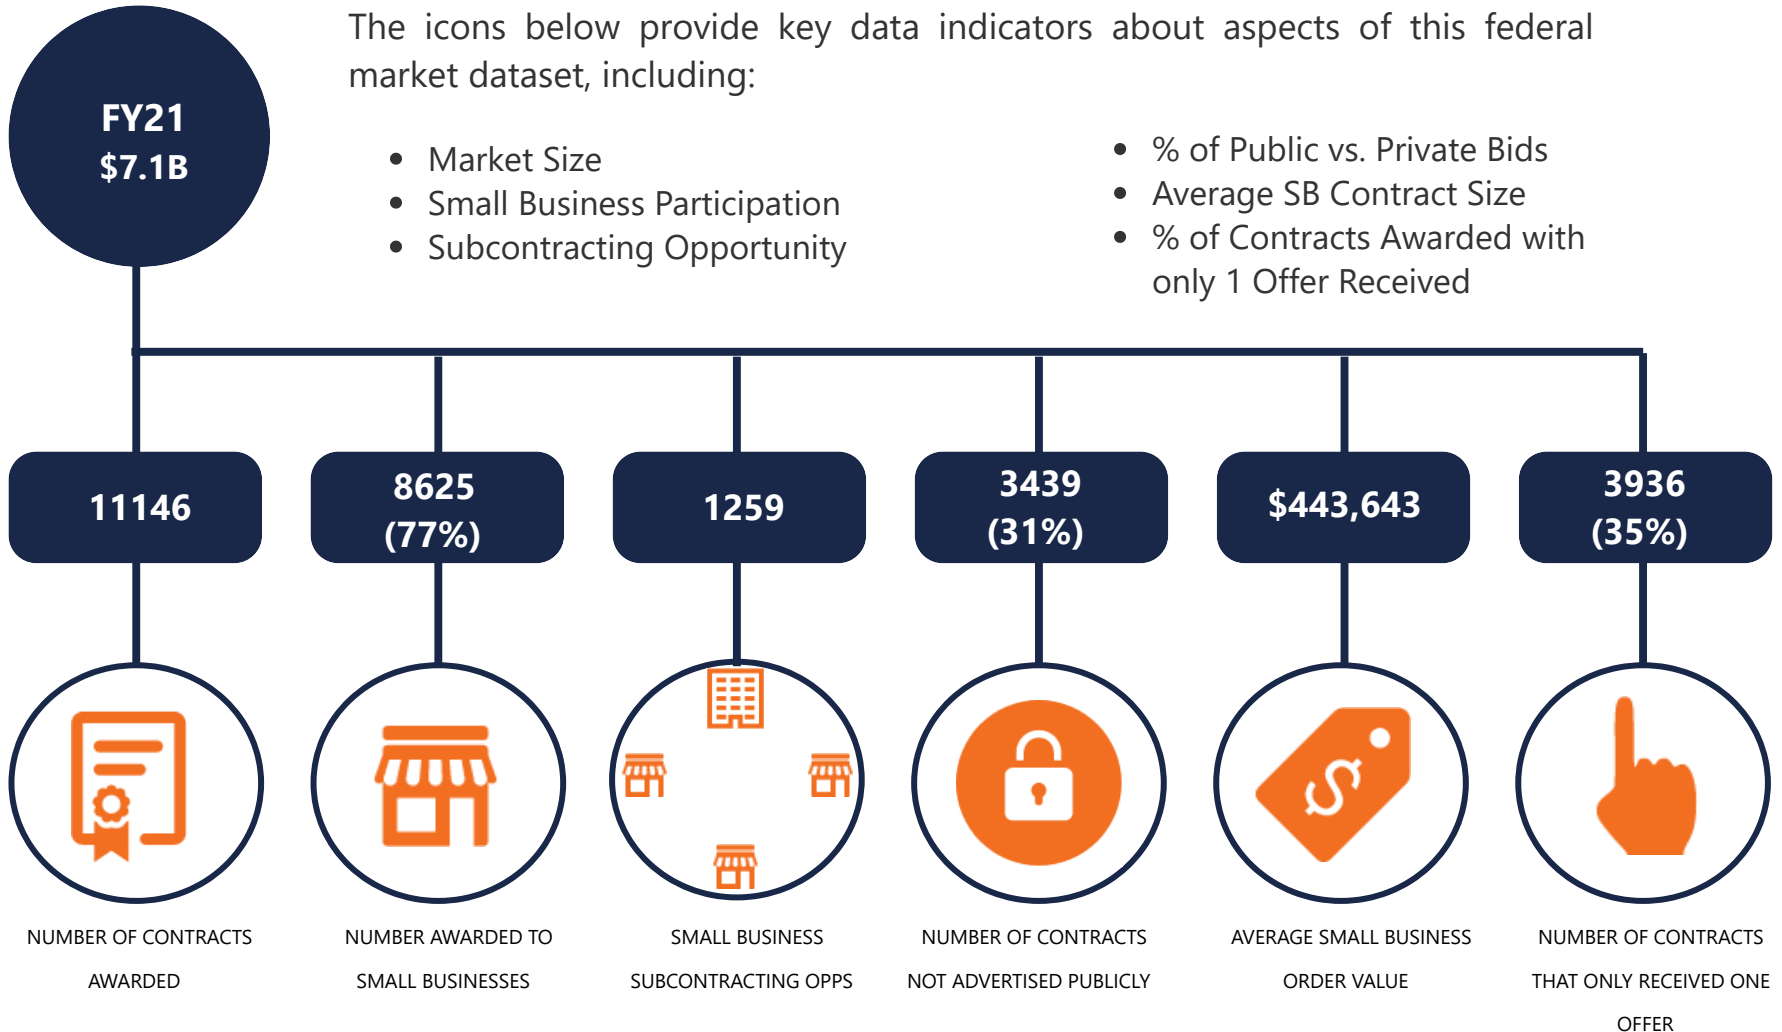 FY21
$7.1B
The icons below provide key data indicators about aspects of this federal
market dataset, including:
• Market Size
• Small Business Participation
• Subcontracting Opportunity
• % of Public vs. Private Bids
• Average SB Contract Size
• % of Contracts Awarded with
only 1 Offer Received
11146
8625
(77%)
1259
3439
(31%)
$443,643
3936
(35%)
$
NUMBER OF CONTRACTS
AWARDED
NUMBER AWARDED TO
SMALL BUSINESSES
SMALL BUSINESS
SUBCONTRACTING OPPS
NUMBER OF CONTRACTS
NOT ADVERTISED PUBLICLY
AVERAGE SMALL BUSINESS
ORDER VALUE
NUMBER OF CONTRACTS
THAT ONLY RECEIVED ONE
OFFER